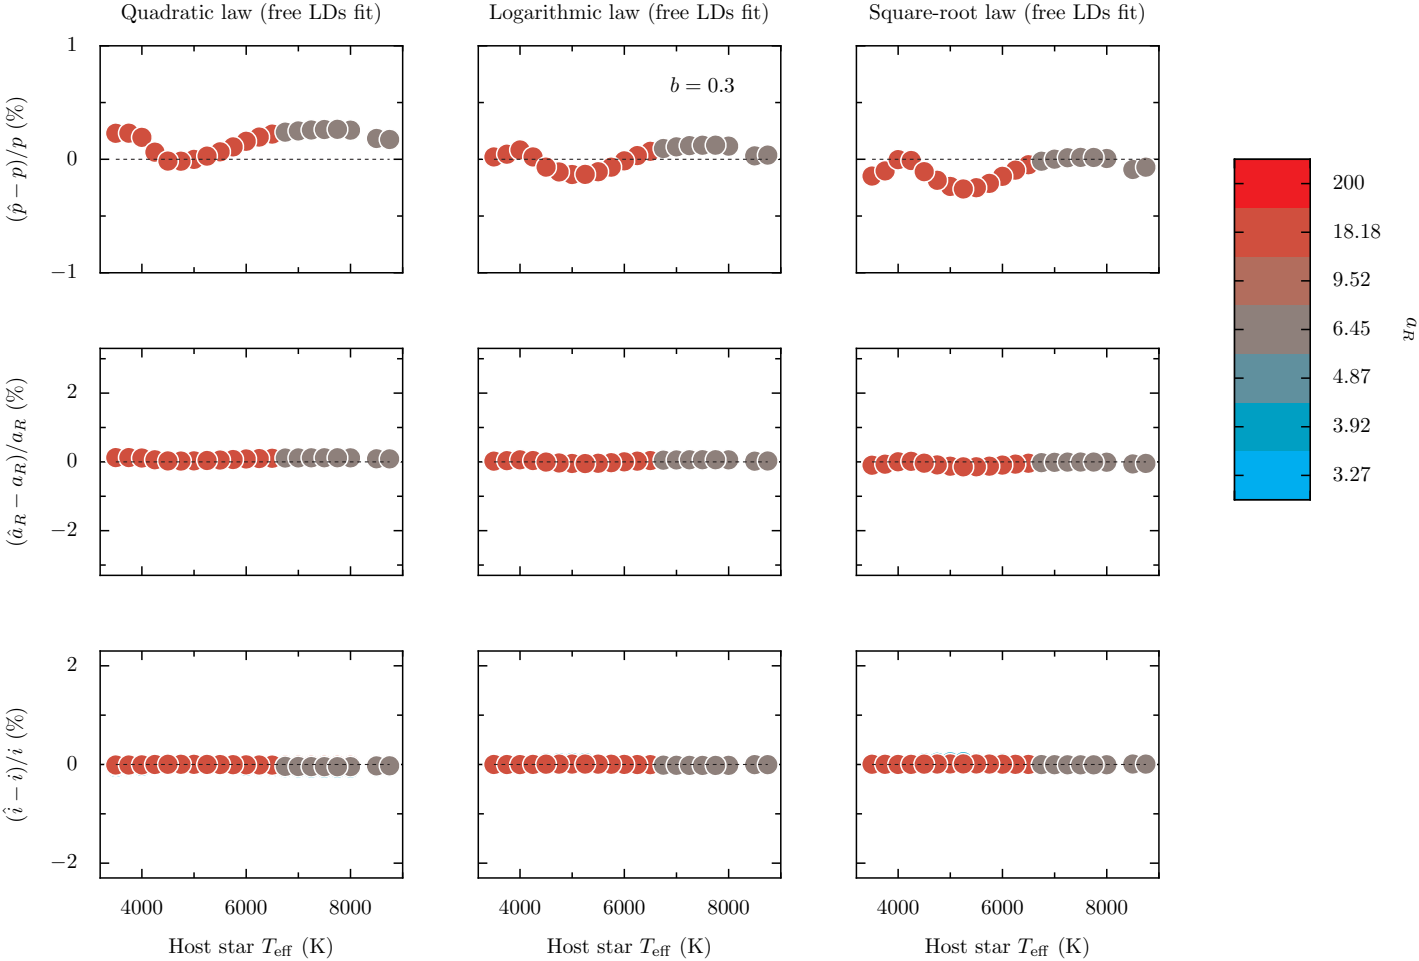 Quadratic law (free LDs fit)
Logarithmic law (free LDs fit)
Square-root law (free LDs fit)
1
0
−1
(p̂ − p)/p (%)
b = 0.3
2
0
−2
(â_R − a_R)/a_R (%)
2
0
−2
(î − i)/i (%)
4000 6000 8000
4000 6000 8000
4000 6000 8000
Host star T_eff (K)
Host star T_eff (K)
Host star T_eff (K)
200
18.18
9.52
6.45
4.87
3.92
3.27
a_R